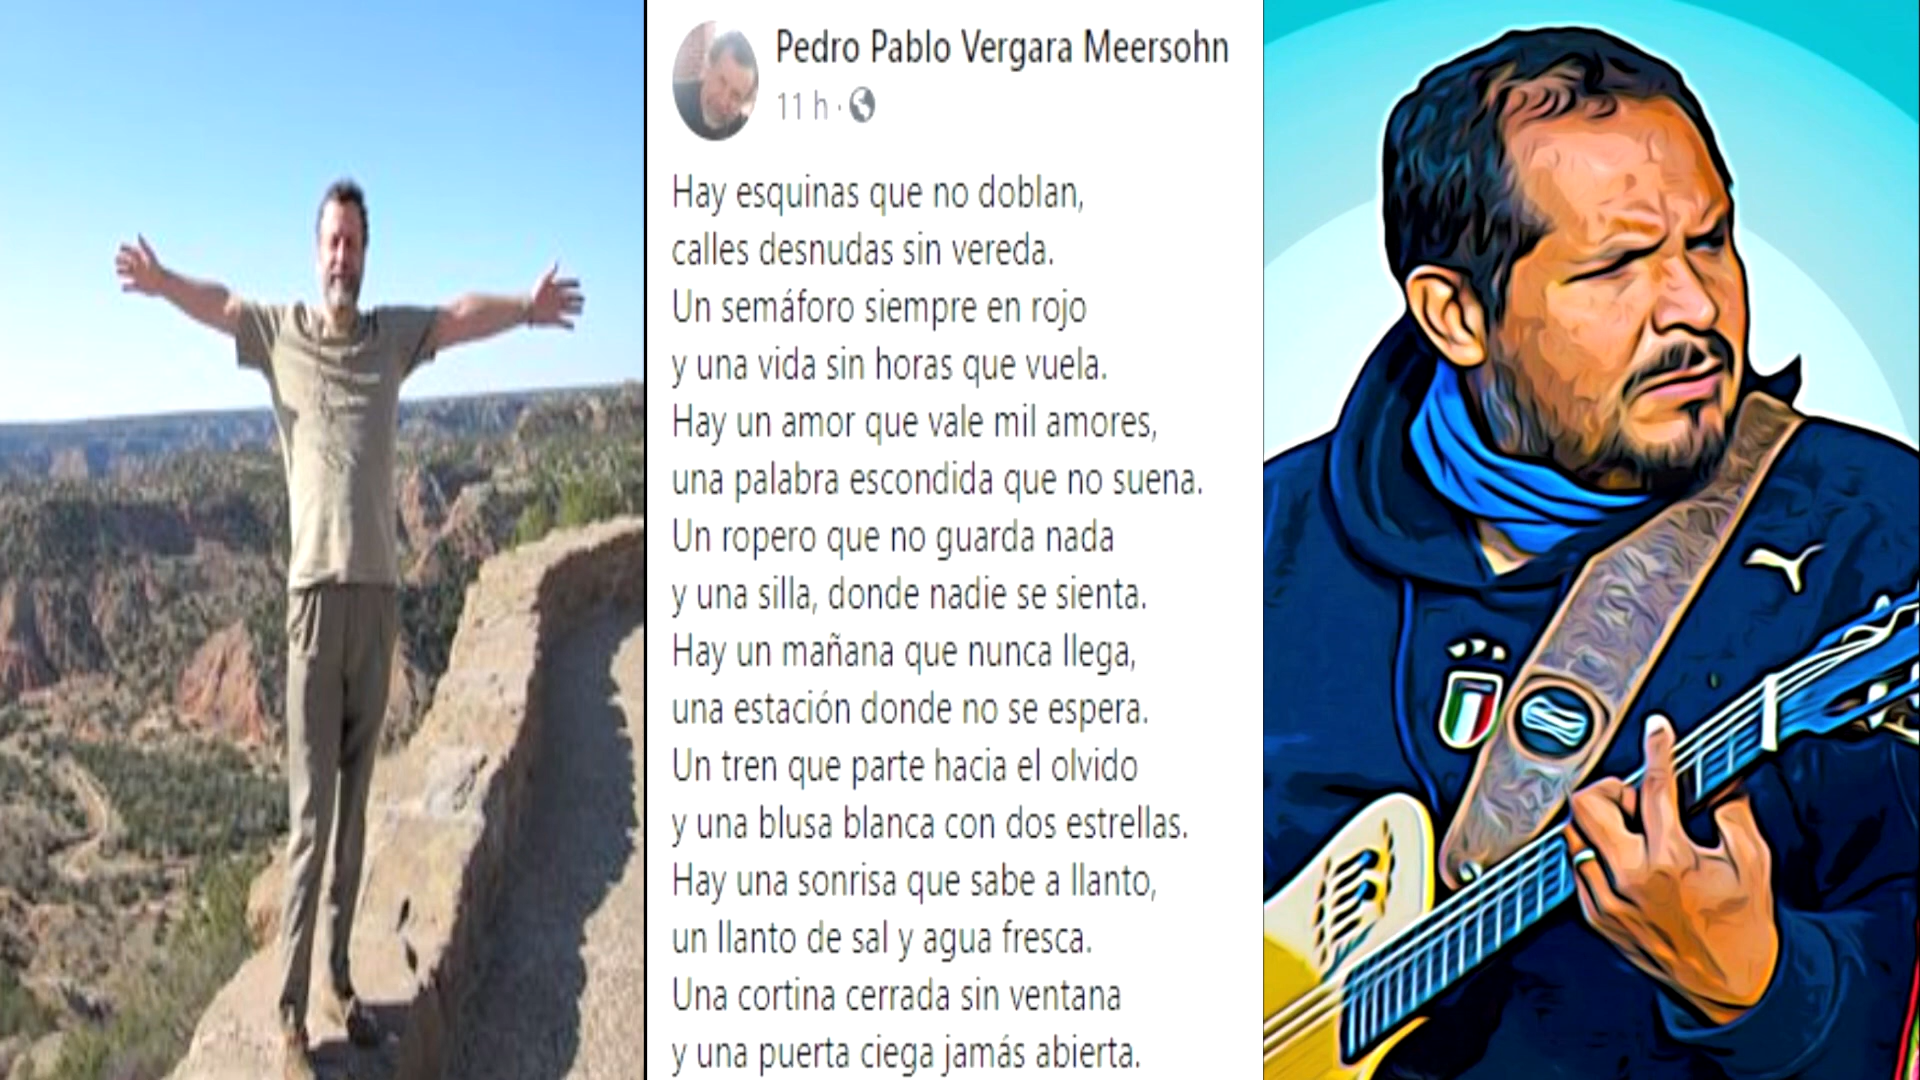 Pedro Pablo Vergara Meersohn
11 h ·
Hay esquinas que no doblan,
calles desnudas sin vereda.
Un semáforo siempre en rojo
y una vida sin horas que vuela.
Hay un amor que vale mil amores,
una palabra escondida que no suena.
Un ropero que no guarda nada
y una silla, donde nadie se sienta.
Hay un mañana que nunca llega,
una estación donde no se espera.
Un tren que parte hacia el olvido
y una blusa blanca con dos estrellas.
Hay una sonrisa que sabe a llanto,
un llanto de sal y agua fresca.
Una cortina cerrada sin ventana
y una puerta ciega jamás abierta.